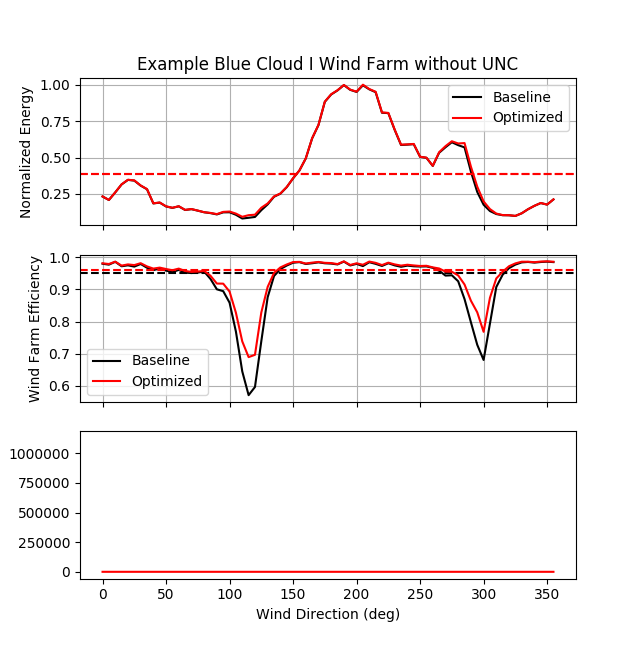 Example Blue Cloud I Wind Farm without UNC
Normalized Energy
1.00
0.75
0.50
0.25
Baseline
Optimized
Wind Farm Efficiency
1.0
0.9
0.8
0.7
0.6
Baseline
Optimized
1000000
750000
500000
250000
0
0 50 100 150 200 250 300 350
Wind Direction (deg)